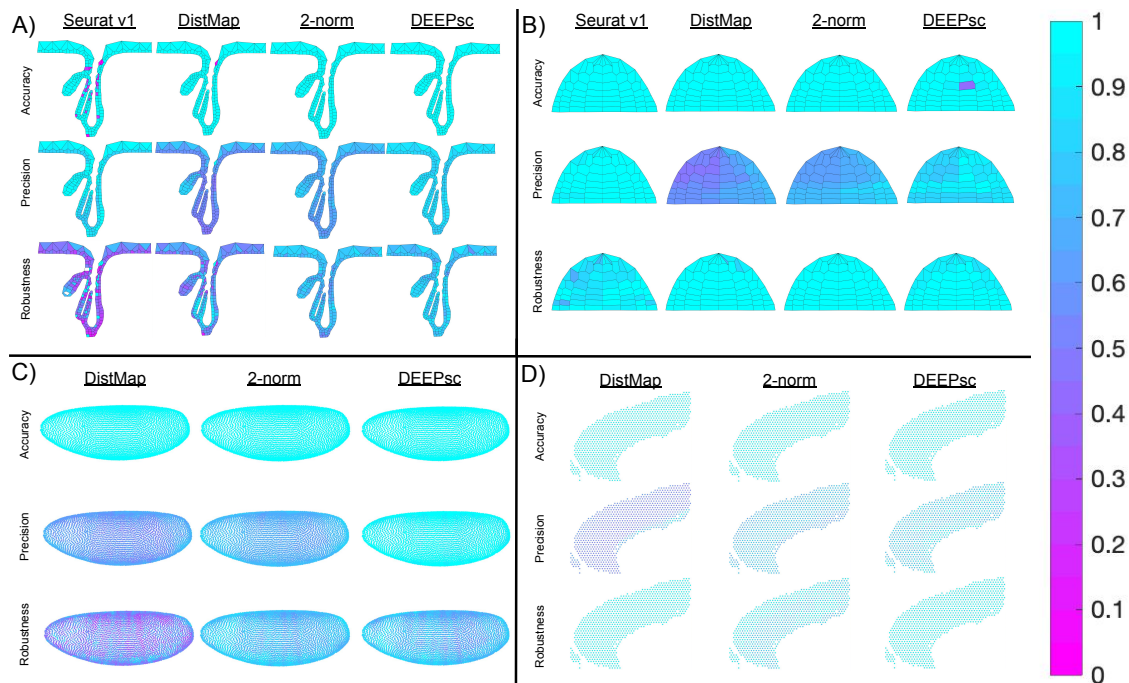 A)
Seurat v1 DistMap 2-norm DEEPsc
Accuracy
Precision
Robustness
B)
Seurat v1 DistMap 2-norm DEEPsc
Accuracy
Precision
Robustness
C)
DistMap 2-norm DEEPsc
Accuracy
Precision
Robustness
D)
DistMap 2-norm DEEPsc
Accuracy
Precision
Robustness
1
0.9
0.8
0.7
0.6
0.5
0.4
0.3
0.2
0.1
0